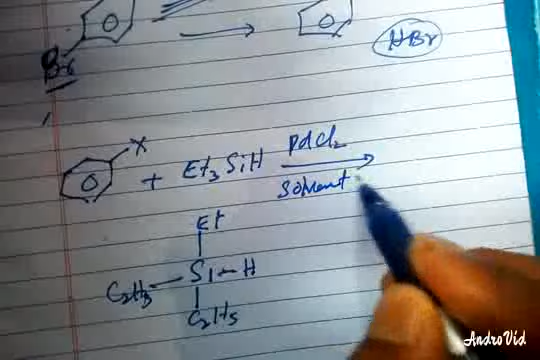 Br
HBr
X
+ Et3SiH PdCl2
Solvent
Et
C2H5 Si H
C2H5
AndroVid